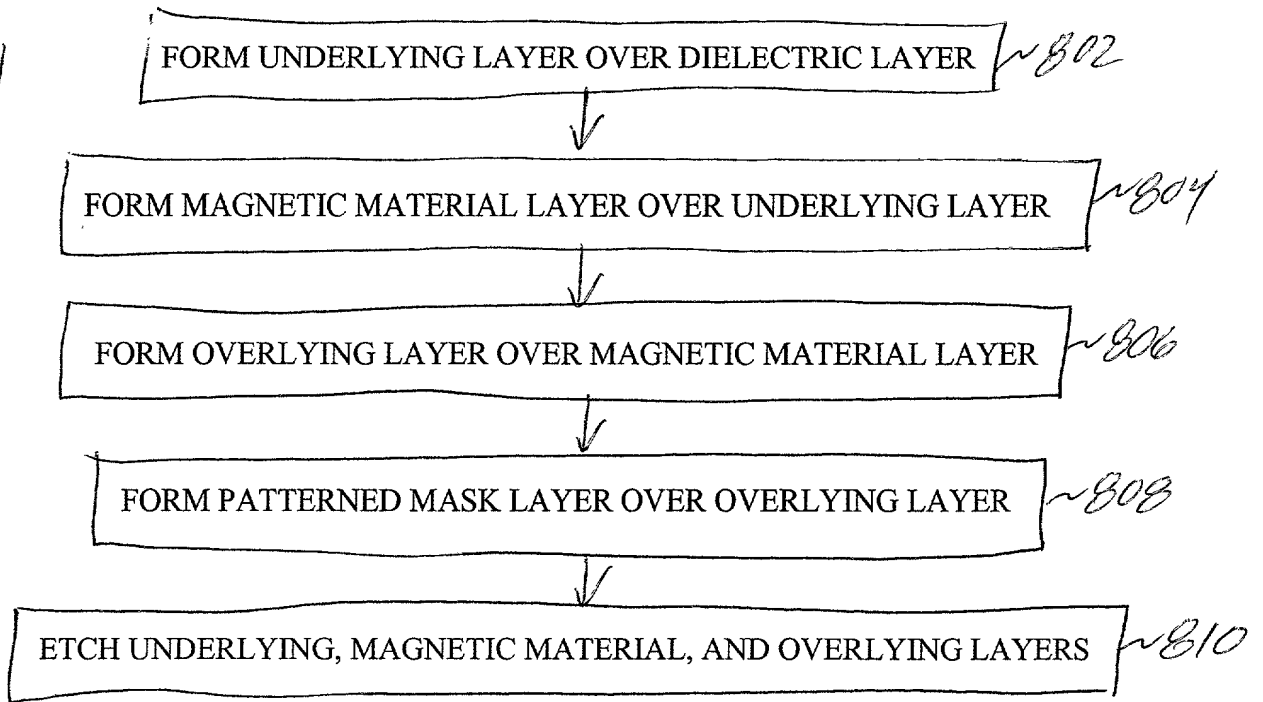 FORM UNDERLYING LAYER OVER DIELECTRIC LAYER 802
FORM MAGNETIC MATERIAL LAYER OVER UNDERLYING LAYER 804
FORM OVERLYING LAYER OVER MAGNETIC MATERIAL LAYER 806
FORM PATTERNED MASK LAYER OVER OVERLYING LAYER 808
ETCH UNDERLYING, MAGNETIC MATERIAL, AND OVERLYING LAYERS 810